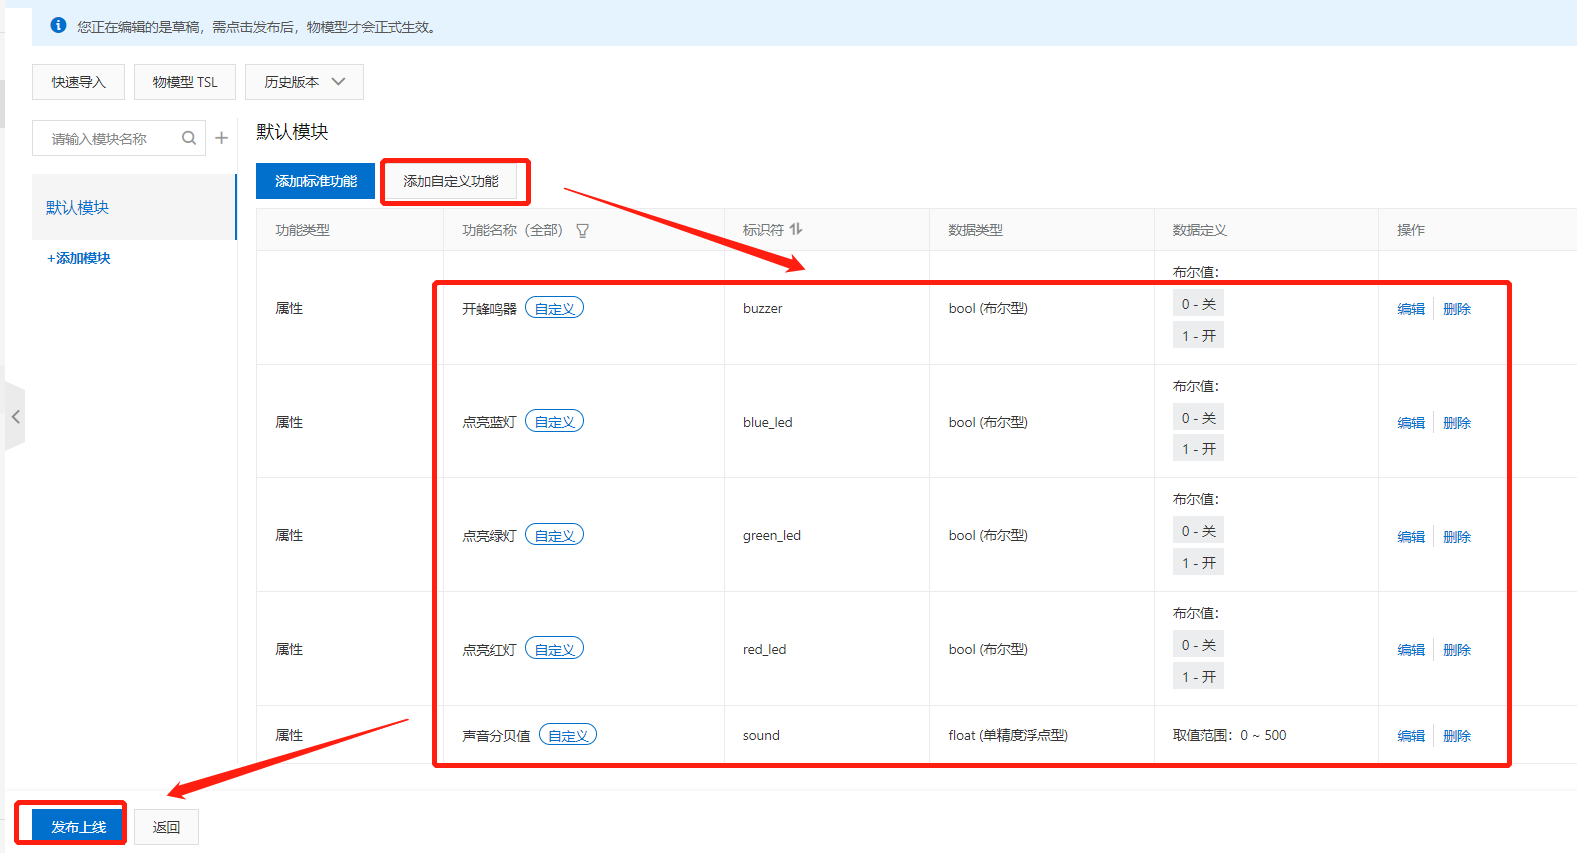 您正在编辑的是草稿，需点击发布后，物模型才会正式生效。
快速导入 物模型 TSL 历史版本
请输入模块名称
默认模块
添加标准功能 添加自定义功能
默认模块
+添加模块
功能类型 功能名称（全部） 标识符 数据类型 数据定义 操作
属性 开蜂鸣器 自定义 buzzer bool (布尔型) 布尔值： 编辑 删除
0 - 关
1 - 开
属性 点亮蓝灯 自定义 blue_led bool (布尔型) 布尔值： 编辑 删除
0 - 关
1 - 开
属性 点亮绿灯 自定义 green_led bool (布尔型) 布尔值： 编辑 删除
0 - 关
1 - 开
属性 点亮红灯 自定义 red_led bool (布尔型) 布尔值： 编辑 删除
0 - 关
1 - 开
属性 声音分贝值 自定义 sound float (单精度浮点型) 取值范围：0 ~ 500 编辑 删除
发布上线 返回